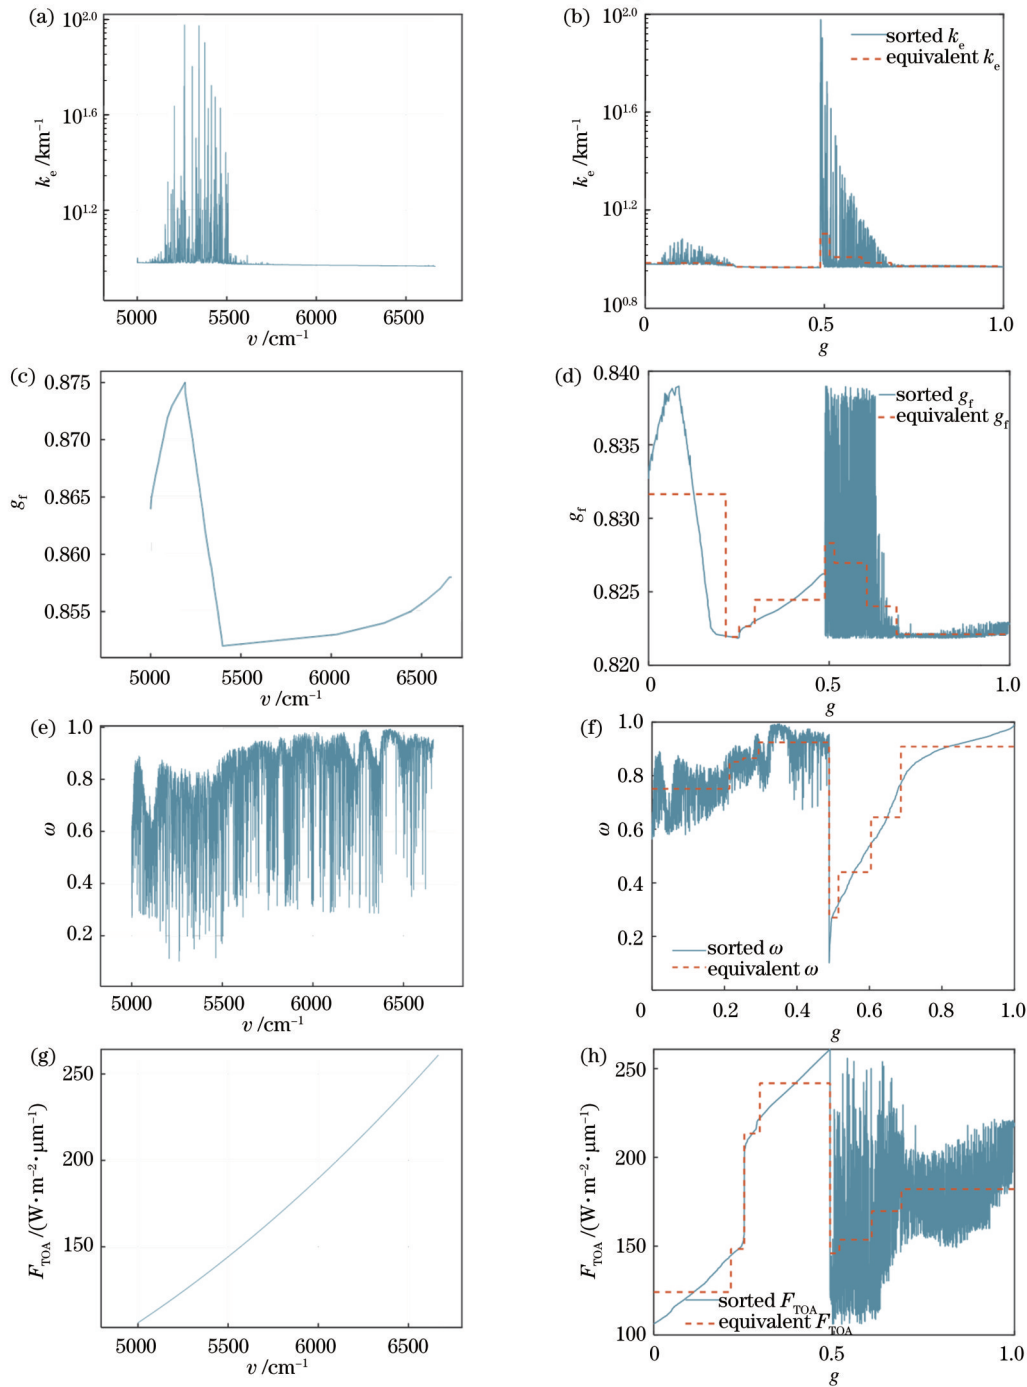 (a)
10^2.0
10^1.6
10^1.2
k_e /km^−1
5000 5500 6000 6500
v /cm^−1
(b)
10^2.0
10^1.6
10^1.2
10^0.8
k_e /km^−1
sorted k_e
equivalent k_e
0 0.5 1.0
g
(c)
0.875
0.870
0.865
0.860
0.855
g_f
5000 5500 6000 6500
v /cm^−1
(d)
0.840
0.835
0.830
0.825
0.820
g_f
sorted g_f
equivalent g_f
0 0.5 1.0
g
(e)
1.0
0.8
0.6
0.4
0.2
ω
5000 5500 6000 6500
v /cm^−1
(f)
1.0
0.8
0.6
0.4
0.2
ω
sorted ω
equivalent ω
0 0.2 0.4 0.6 0.8 1.0
g
(g)
250
200
150
F_TOA /(W·m^−2·μm^−1)
5000 5500 6000 6500
v /cm^−1
(h)
250
200
150
100
F_TOA /(W·m^−2·μm^−1)
sorted F_TOA
equivalent F_TOA
0 0.5 1.0
g